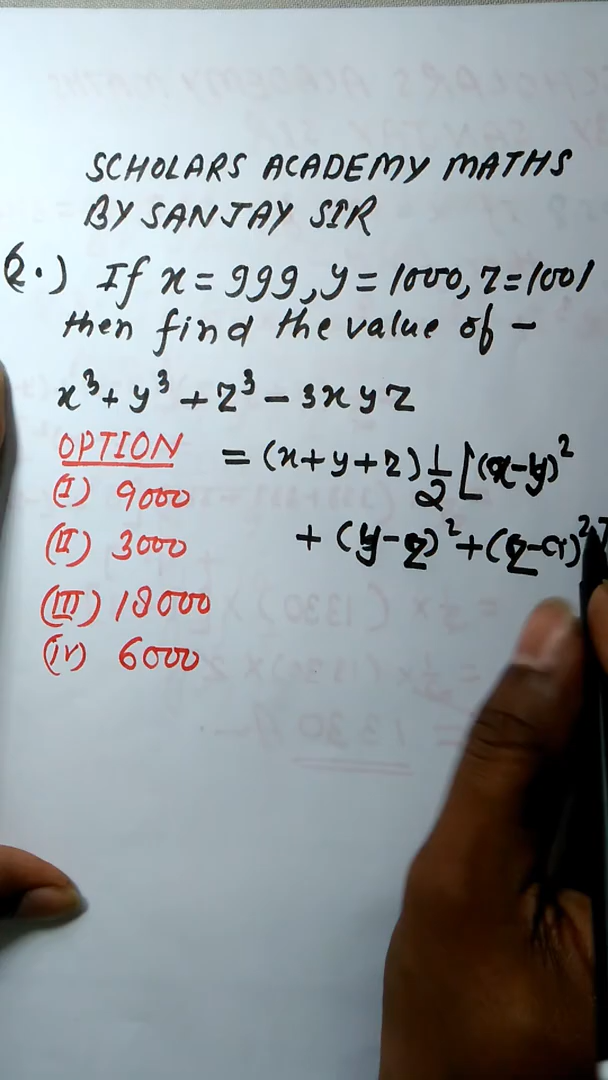 SCHOLARS ACADEMY MATHS
BY SANJAY SIR
Q.) If x = 999, y = 1000, z = 1001
then find the value of -
x³ + y³ + z³ - 3xyz
OPTION
(I) 9000
(II) 3000
(III) 18000
(iv) 6000
= (x+y+z) 1/2 [(x-y)²
+ (y-z)² + (z-x)²]